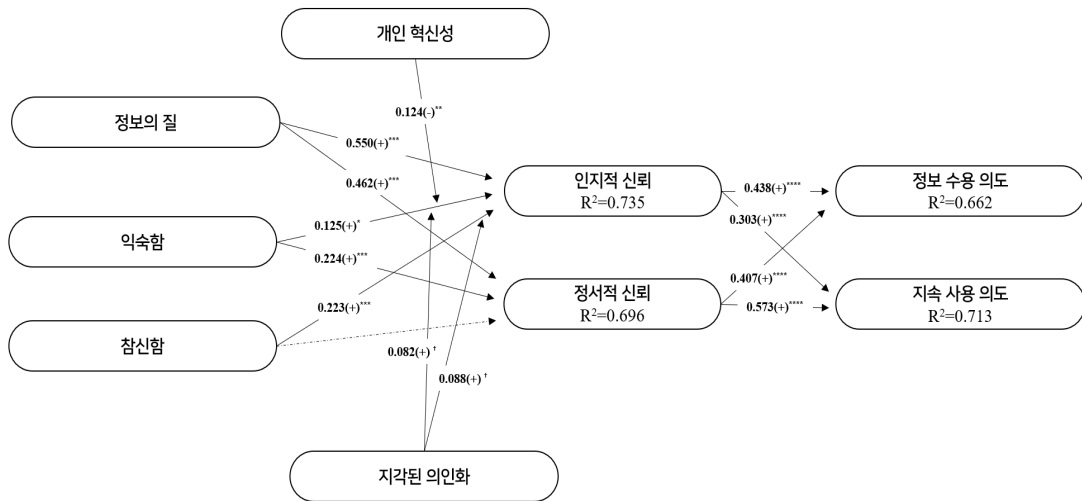 개인 혁신성
정보의 질
0.124(-)**
0.550(+)***
0.462(+)***
인지적 신뢰
R²=0.735
0.438(+)****
정보 수용 의도
R²=0.662
0.303(+)****
익숙함
0.125(+)*
0.224(+)***
0.407(+)****
정서적 신뢰
R²=0.696
0.573(+)****
지속 사용 의도
R²=0.713
0.223(+)***
참신함
0.082(+) †
0.088(+) †
지각된 의인화